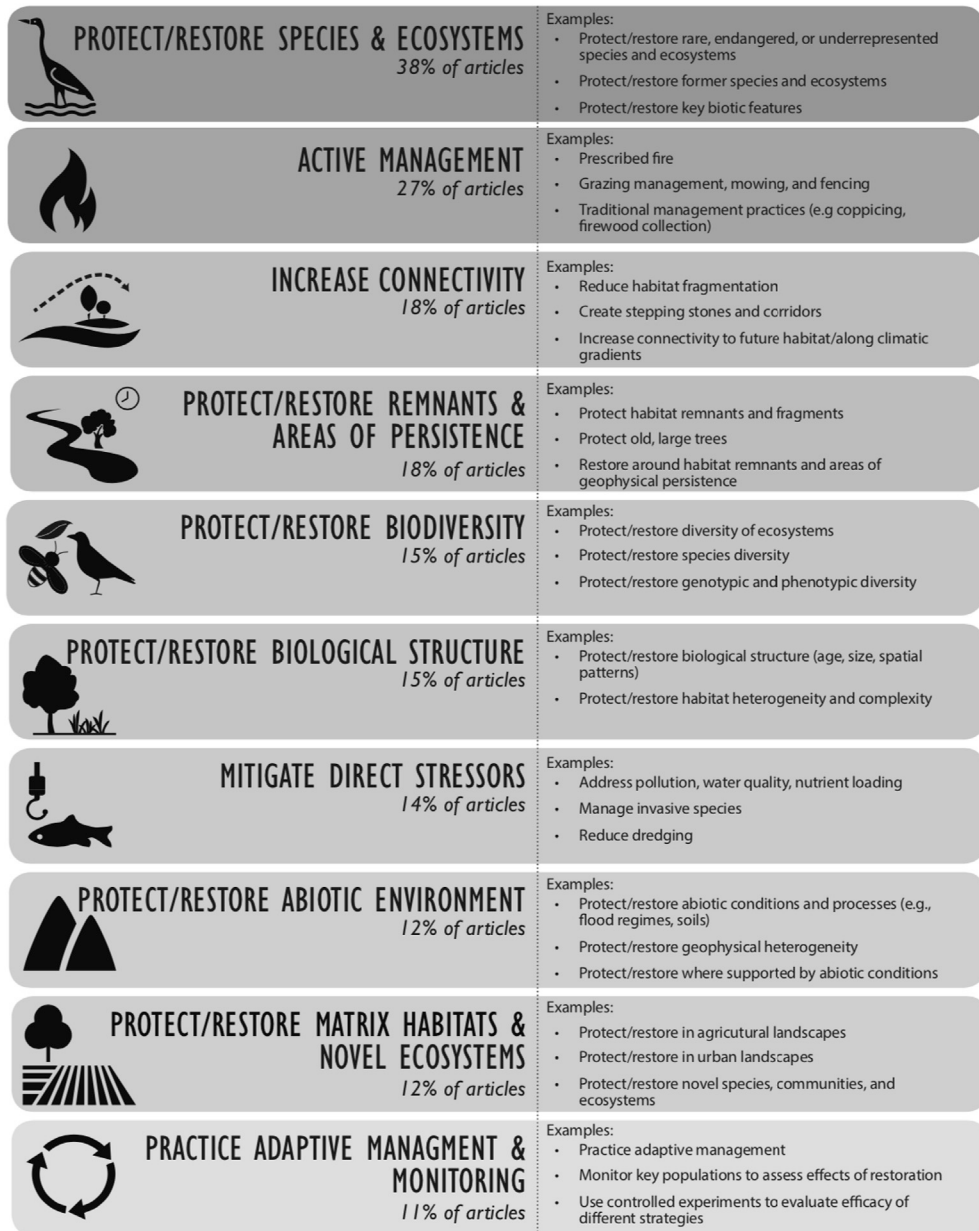 PROTECT/RESTORE SPECIES & ECOSYSTEMS
38% of articles
Examples:
• Protect/restore rare, endangered, or underrepresented
species and ecosystems
• Protect/restore former species and ecosystems
• Protect/restore key biotic features
ACTIVE MANAGEMENT
27% of articles
Examples:
• Prescribed fire
• Grazing management, mowing, and fencing
• Traditional management practices (e.g coppicing,
firewood collection)
INCREASE CONNECTIVITY
18% of articles
Examples:
• Reduce habitat fragmentation
• Create stepping stones and corridors
• Increase connectivity to future habitat/along climatic
gradients
PROTECT/RESTORE REMNANTS &
AREAS OF PERSISTENCE
18% of articles
Examples:
• Protect habitat remnants and fragments
• Protect old, large trees
• Restore around habitat remnants and areas of
geophysical persistence
PROTECT/RESTORE BIODIVERSITY
15% of articles
Examples:
• Protect/restore diversity of ecosystems
• Protect/restore species diversity
• Protect/restore genotypic and phenotypic diversity
PROTECT/RESTORE BIOLOGICAL STRUCTURE
15% of articles
Examples:
• Protect/restore biological structure (age, size, spatial
patterns)
• Protect/restore habitat heterogeneity and complexity
MITIGATE DIRECT STRESSORS
14% of articles
Examples:
• Address pollution, water quality, nutrient loading
• Manage invasive species
• Reduce dredging
PROTECT/RESTORE ABIOTIC ENVIRONMENT
12% of articles
Examples:
• Protect/restore abiotic conditions and processes (e.g.,
flood regimes, soils)
• Protect/restore geophysical heterogeneity
• Protect/restore where supported by abiotic conditions
PROTECT/RESTORE MATRIX HABITATS &
NOVEL ECOSYSTEMS
12% of articles
Examples:
• Protect/restore in agricutural landscapes
• Protect/restore in urban landscapes
• Protect/restore novel species, communities, and
ecosystems
PRACTICE ADAPTIVE MANAGMENT &
MONITORING
11% of articles
Examples:
• Practice adaptive management
• Monitor key populations to assess effects of restoration
• Use controlled experiments to evaluate efficacy of
different strategies